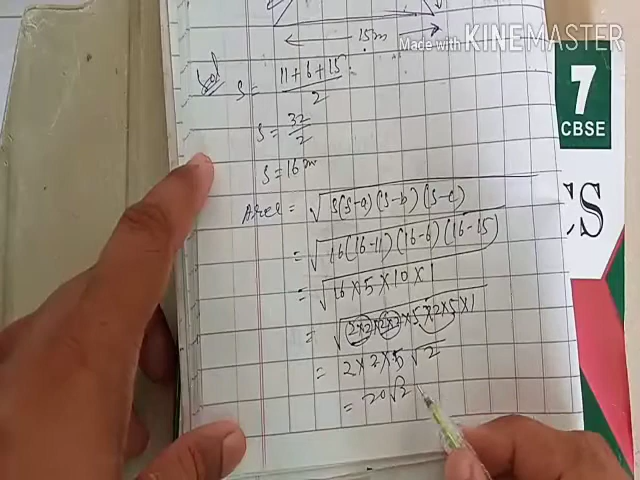 15m
Made with KINEMASTER
Sol
S = 11+6+15 / 2
S = 32/2
S = 16m
Area = √S(S-a)(S-b)(S-c)
= √16(16-11)(16-6)(16-15)
= √16×5×10×1
= √2×2×2×2×5×2×5×1
= 2×2×5√2
= 20√2
7
CBSE
CS